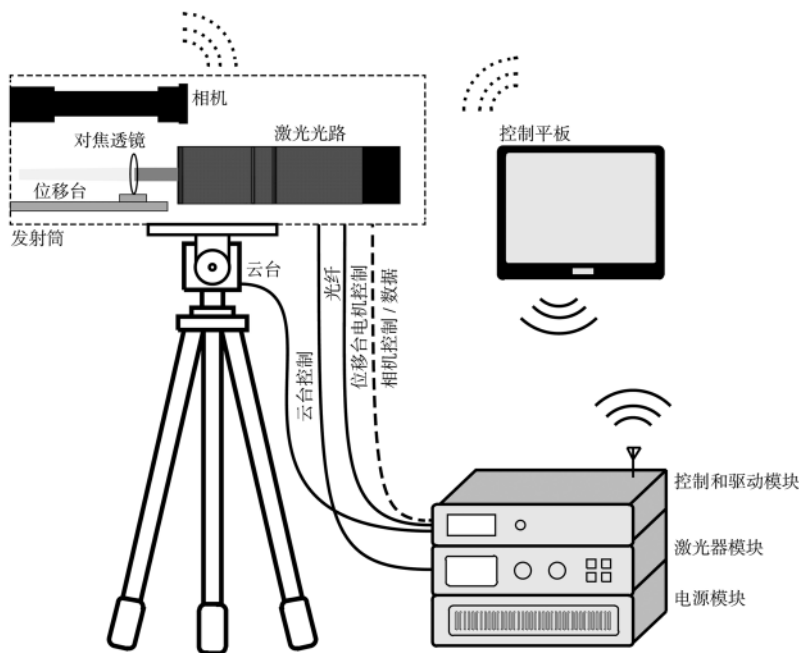 相机
控制平板
对焦透镜
激光光路
位移台
发射筒
云台
云台控制
光纤
位移台电机控制
相机控制 / 数据
控制和驱动模块
激光器模块
电源模块